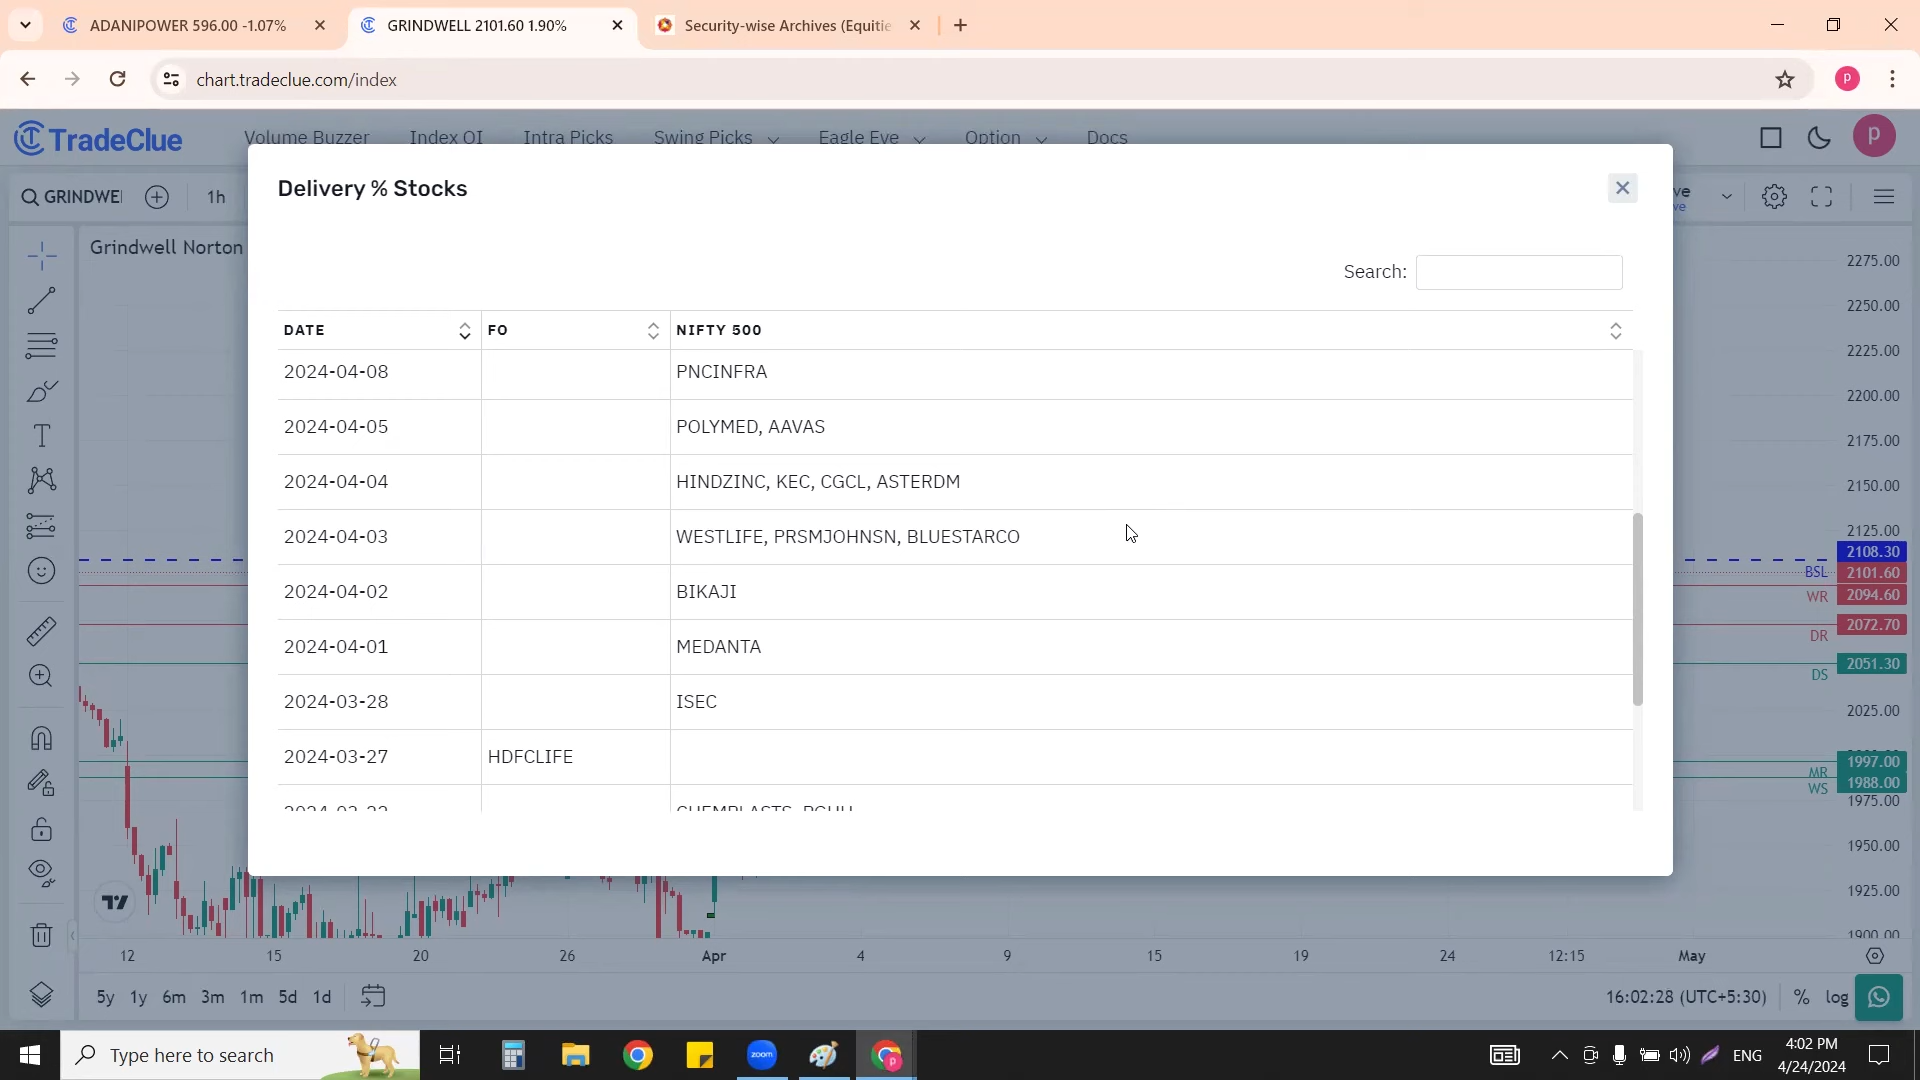 ADANIPOWER 596.00 -1.07%
GRINDWELL 2101.60 1.90%
Security-wise Archives (Equitie
chart.tradeclue.com/index
P
TradeClue
Volume Buzzer
Index OI
Intra Picks
Swing Picks
Eagle Eye
Option
Docs
P
GRINDWE
1h
ve
ve
Grindwell Norton
Delivery % Stocks
Search:
DATE FO NIFTY 500
2024-04-08 PNCINFRA
2024-04-05 POLYMED, AAVAS
2024-04-04 HINDZINC, KEC, CGCL, ASTERDM
2024-04-03 WESTLIFE, PRSMJOHNSN, BLUESTARCO
2024-04-02 BIKAJI
2024-04-01 MEDANTA
2024-03-28 ISEC
2024-03-27 HDFCLIFE
2275.00
2250.00
2225.00
2200.00
2175.00
2150.00
2125.00
2108.30
BSL 2101.60
WR 2094.60
2072.70
DR
2051.30
DS
2025.00
1997.00
MR 1988.00
WS
1975.00
1950.00
1925.00
1900.00
12 15 20 26 Apr 4 9 15 19 24 12:15 May
5y 1y 6m 3m 1m 5d 1d
16:02:28 (UTC+5:30) % log
Type here to search
zoom
P
ENG
4:02 PM
4/24/2024